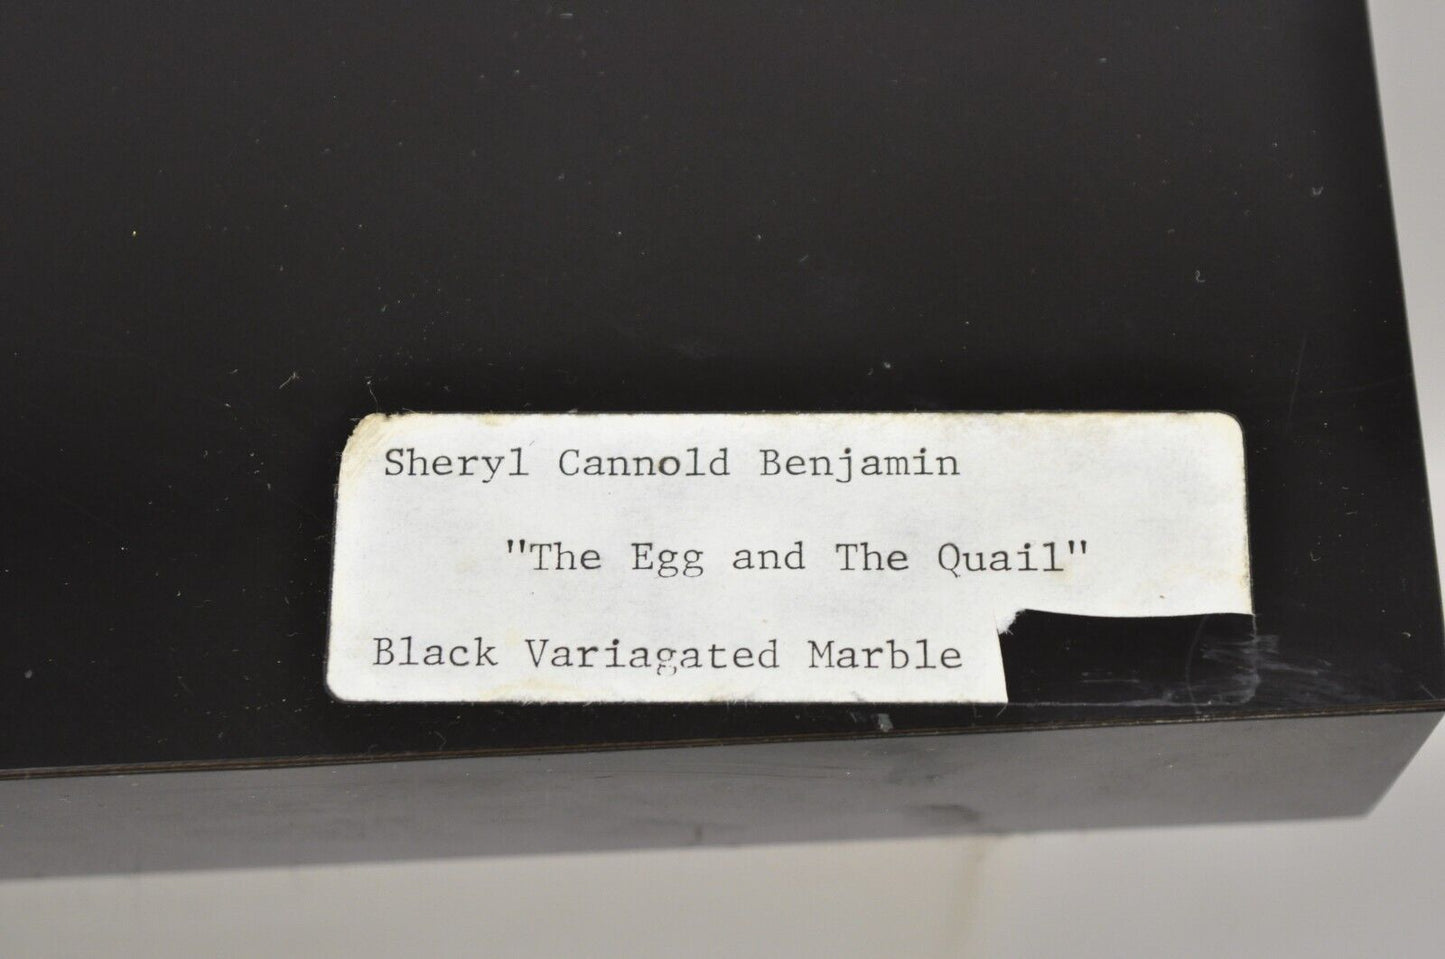 Sheryl Cannold Benjamin
"The Egg and The Quail"
Black Variagated Marble